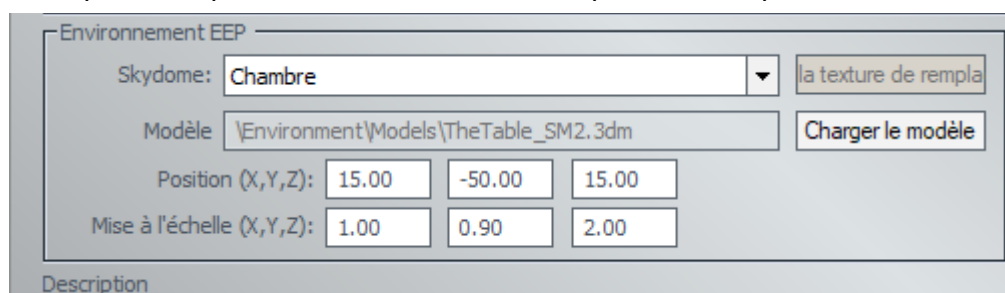 Environnement EEP
Skydome: Chambre la texture de rempla
Modèle \Environment\Models\TheTable_SM2.3dm Charger le modèle
Position (X,Y,Z): 15.00 -50.00 15.00
Mise à l'échelle (X,Y,Z): 1.00 0.90 2.00
Description